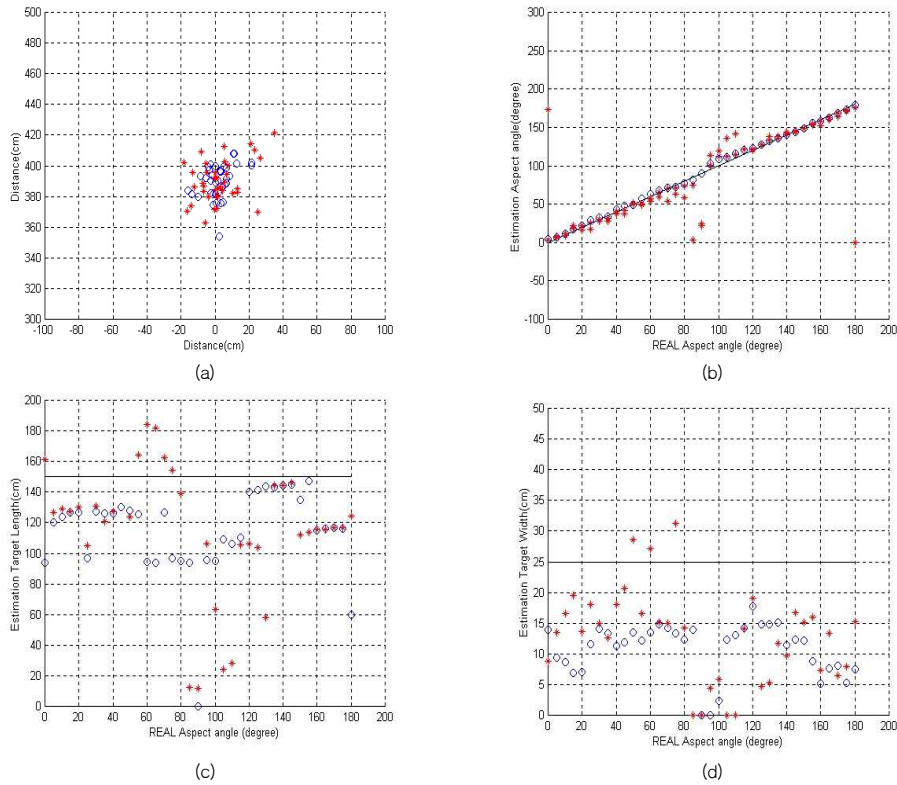 500
480
460
440
420
400
380
360
340
320
300
Distance(cm)
-100 -80 -60 -40 -20 0 20 40 60 80 100
Distance(cm)
(a)
300
250
200
150
100
50
0
-50
-100
Estimation Aspect angle(degree)
0 20 40 60 80 100 120 140 160 180 200
REAL Aspect angle (degree)
(b)
200
180
160
140
120
100
80
60
40
20
0
Estimation Target Length(cm)
0 20 40 60 80 100 120 140 160 180 200
REAL Aspect angle (degree)
(c)
50
45
40
35
30
25
20
15
10
5
0
Estimation Target Width(cm)
0 20 40 60 80 100 120 140 160 180 200
REAL Aspect angle (degree)
(d)